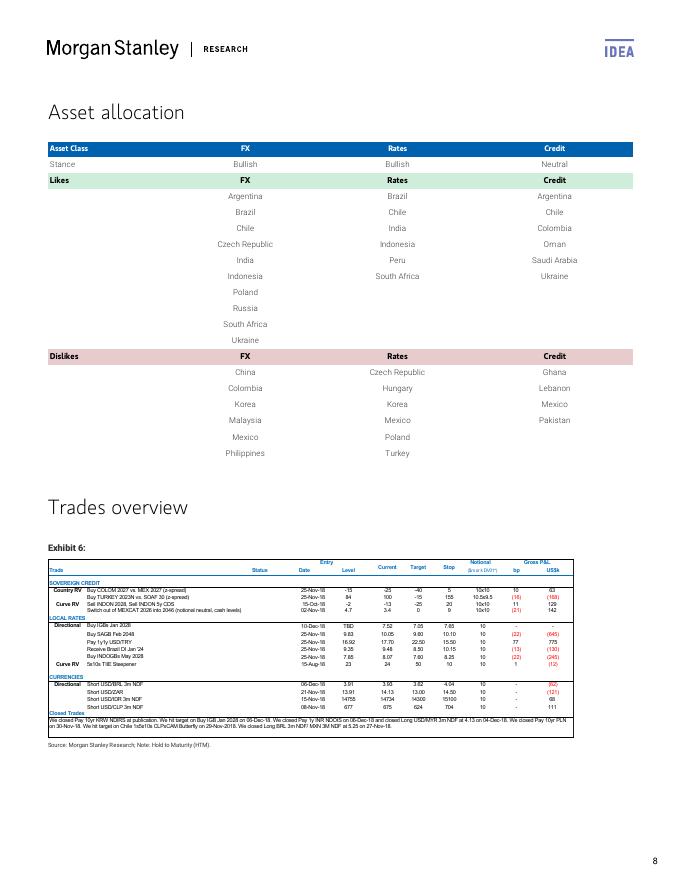 Morgan Stanley | RESEARCH
IDEA
Asset allocation
Asset Class FX Rates Credit
Stance Bullish Bullish Neutral
Likes FX Rates Credit
Argentina Brazil Argentina
Brazil Chile Chile
Chile India Colombia
Czech Republic Indonesia Oman
India Peru Saudi Arabia
Indonesia South Africa Ukraine
Poland
Russia
South Africa
Ukraine
Dislikes FX Rates Credit
China Czech Republic Ghana
Colombia Hungary Lebanon
Korea Korea Mexico
Malaysia Mexico Pakistan
Mexico Poland
Philippines Turkey
Trades overview
Exhibit 6:
Entry Notional Gross P&L
Trade Status Date Level Current Target Stop bp US$k
SOVEREIGN CREDIT
Country RV Buy COLOM 2027 vs. MEX 2027 (z-spread) 25-Nov-18 -15 -25 -40 5 10x10 10 63
Buy TURKEY 2023N vs. SOAF 30 (z-spread) 25-Nov-18 84 100 -15 155 10.5x9.5 (16) (168)
Curve RV Sell INDON 2028, Sell INDON 5y CDS 15-Oct-18 -2 -13 -25 20 10x10 11 129
Switch out of MEXCAT 2026 into 2046 (notional neutral, cash levels) 02-Nov-18 4.7 3.4 0 9 10x10 (21) 142
LOCAL RATES
Directional Buy IGBs Jan 2028 10-Dec-18 TBD 7.52 7.05 7.65 10 - -
Buy SAGB Feb 2048 25-Nov-18 9.83 10.05 9.60 10.10 10 (22) (645)
Pay 1y1y USD/TRY 25-Nov-18 16.92 17.70 22.50 15.50 10 77 775
Receive Brazil DI Jan '24 25-Nov-18 9.35 9.48 8.50 10.15 10 (13) (130)
Buy INDOGBs May 2028 25-Nov-18 7.85 8.07 7.60 8.25 10 (22) (245)
Curve RV 5s10s TIIE Steepener 15-Aug-18 23 24 50 10 10 1 (12)
CURRENCIES
Directional Short USD/BRL 3m NDF 06-Dec-18 3.91 3.93 3.62 4.04 10 - (62)
Short USD/ZAR 21-Nov-18 13.91 14.13 13.00 14.50 10 - (121)
Short USD/IDR 3m NDF 15-Nov-18 14755 14734 14300 15100 10 - 68
Short USD/CLP 3m NDF 08-Nov-18 677 675 624 704 10 - 111
Closed Trades
We closed Pay 10yr KRW NDIRS at publication. We hit target on Buy IGB Jan 2028 on 06-Dec-18. We closed Pay 1y INR NDOIS on 06-Dec-18 and closed Long USD/MYR 3m NDF at 4.13 on 04-Dec-18. We closed Pay 10yr PLN
on 30-Nov-18. We hit target on Chile 1s5s10s CLPxCAM Butterfly on 29-Nov-2018. We closed Long BRL 3m NDF/ MXN 3M NDF at 5.25 on 27-Nov-18.
Source: Morgan Stanley Research; Note: Hold to Maturity (HTM).
8